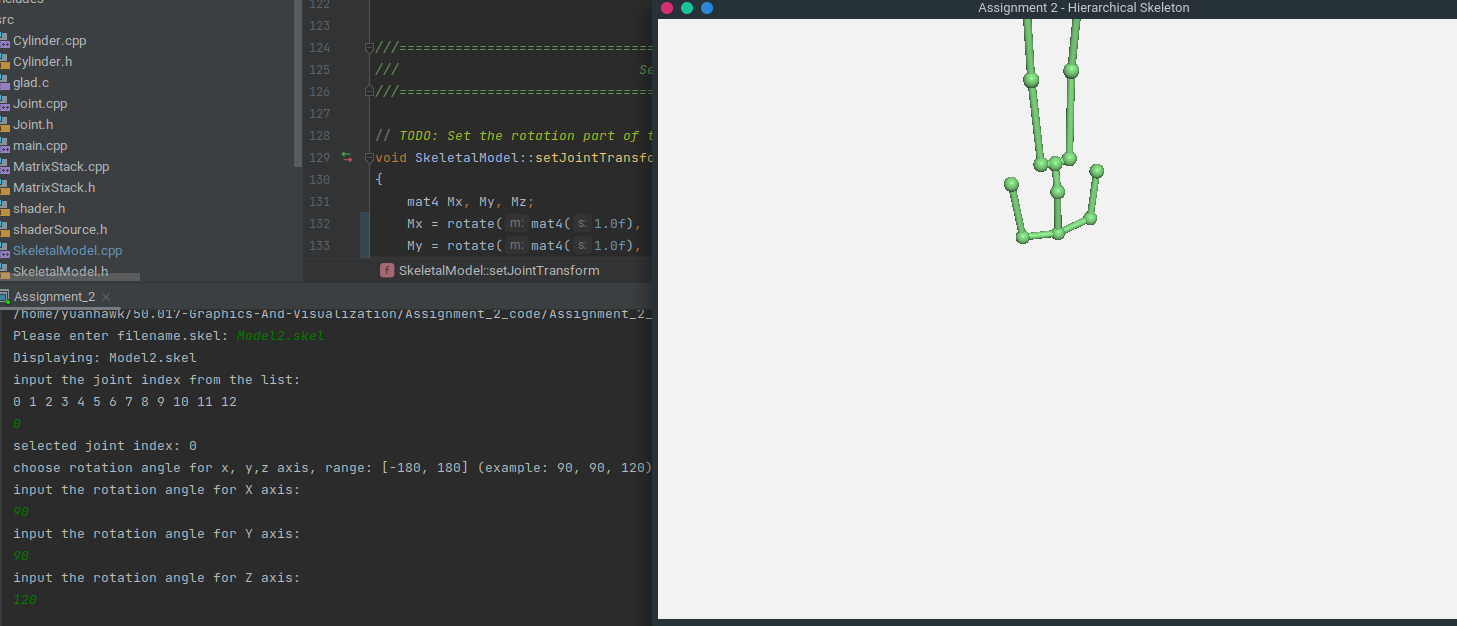 src
Cylinder.cpp
Cylinder.h
glad.c
Joint.cpp
Joint.h
main.cpp
MatrixStack.cpp
MatrixStack.h
shader.h
shaderSource.h
SkeletalModel.cpp
SkeletalModel.h
122
123
124 ///================================
125 /// Se
126 ///================================
127
128 // TODO: Set the rotation part of t
129 void SkeletalModel::setJointTransfo
130 {
131 mat4 Mx, My, Mz;
132 Mx = rotate( m: mat4( s: 1.0f),
133 My = rotate( m: mat4( s: 1.0f),
f SkeletalModel::setJointTransform
Assignment 2 - Hierarchical Skeleton
Assignment_2 ×
/home/yuanhawk/50.017-Graphics-And-Visualization/Assignment_2_code/Assignment_2_
Please enter filename.skel: Model2.skel
Displaying: Model2.skel
input the joint index from the list:
0 1 2 3 4 5 6 7 8 9 10 11 12
0
selected joint index: 0
choose rotation angle for x, y,z axis, range: [-180, 180] (example: 90, 90, 120)
input the rotation angle for X axis:
90
input the rotation angle for Y axis:
90
input the rotation angle for Z axis:
120